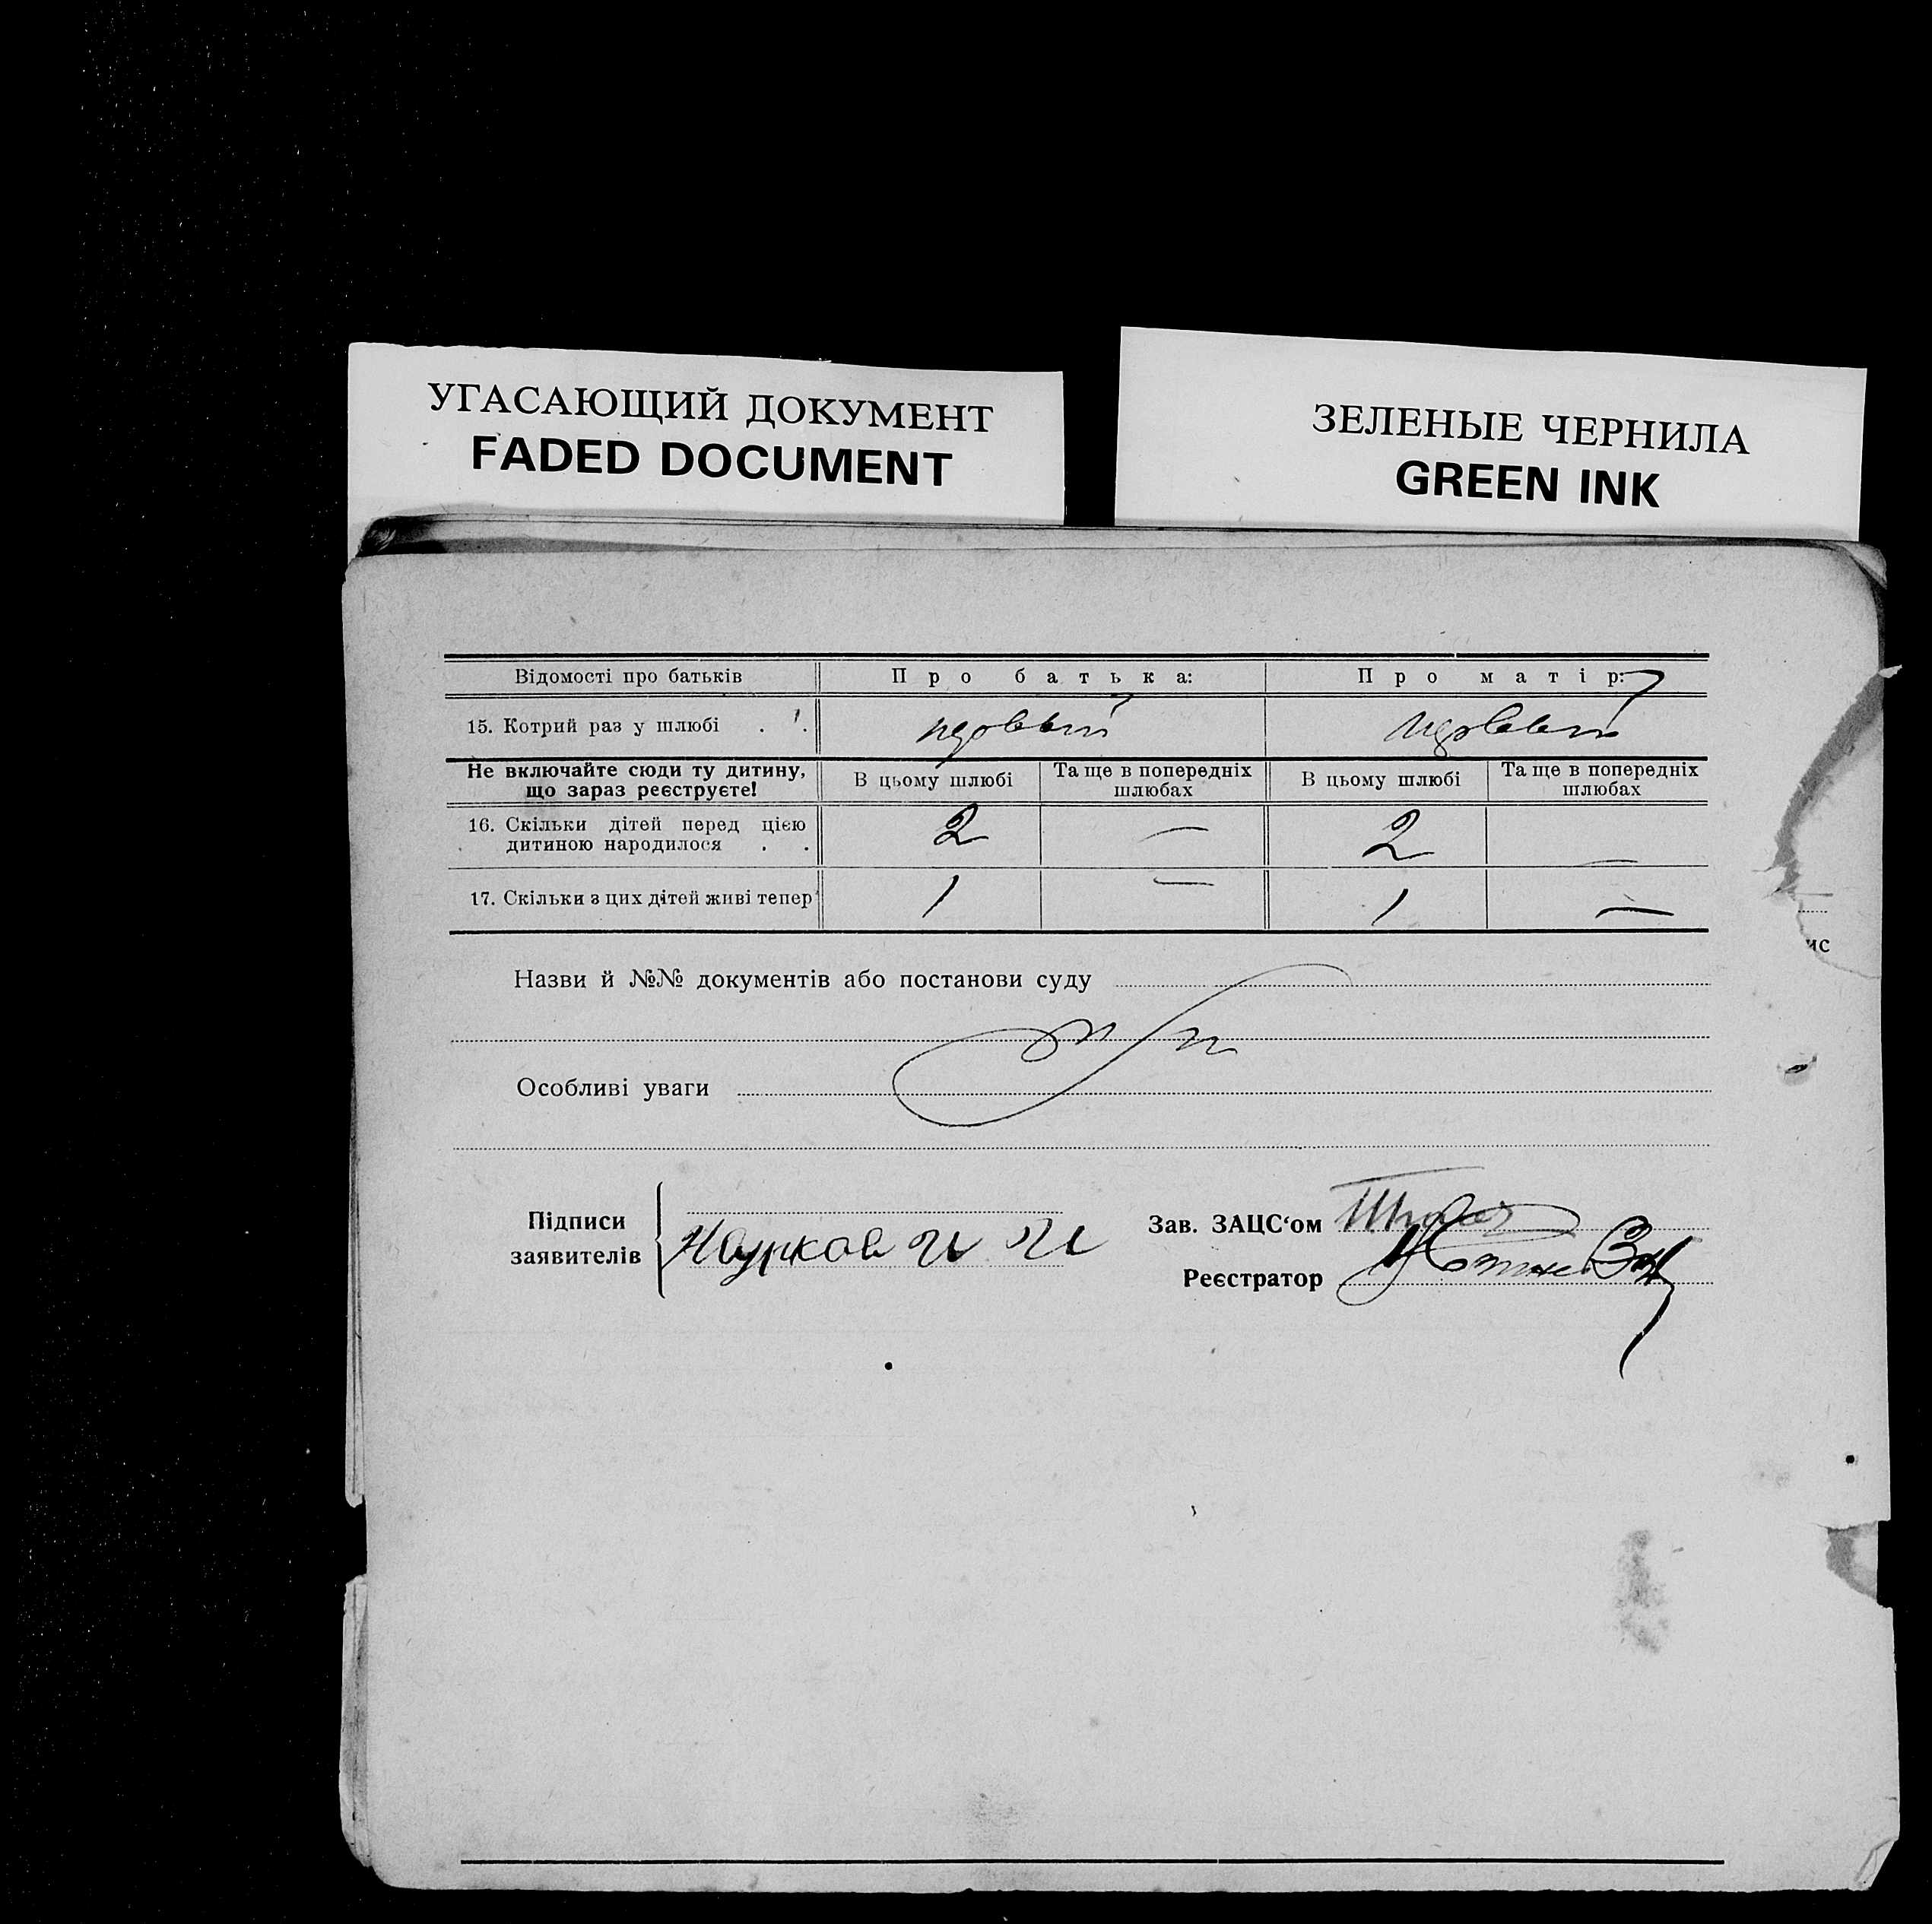 УГАСАЮЩИЙ ДОКУМЕНТ
FADED DOCUMENT
ЗЕЛЕНЫЕ ЧЕРНИЛА
GREEN INK
Відомості про батьків Про батька: Про матір:
15. Котрий раз у шлюбі . .
Не включайте сюди ту дитину, що зараз реєструєте! В цьому шлюбі Та ще в попередніх шлюбах В цьому шлюбі Та ще в попередніх шлюбах
16. Скільки дітей перед цією дитиною народилося . . 2 — 2 —
17. Скільки з цих дітей живі тепер 1 — 1 —
ис
Назви й №№ документів або постанови суду
Особливі уваги
Підписи заявителів
Зав. ЗАЦС‘ом
Реєстратор